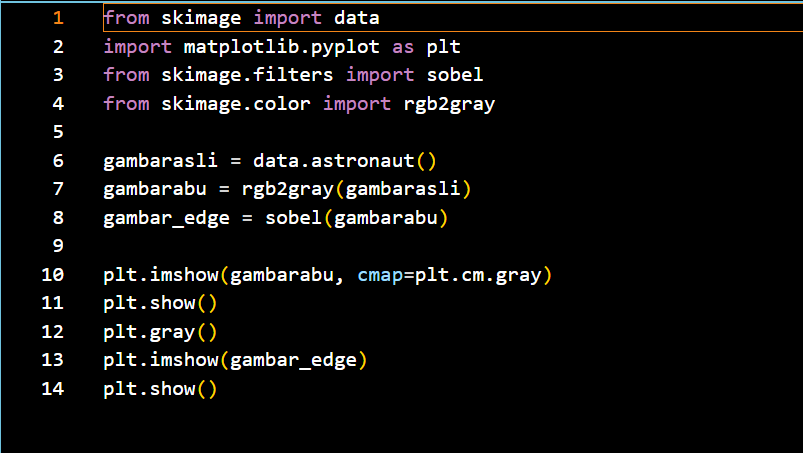 1 from skimage import data
2 import matplotlib.pyplot as plt
3 from skimage.filters import sobel
4 from skimage.color import rgb2gray
5
6 gambarasli = data.astronaut()
7 gambarabu = rgb2gray(gambarasli)
8 gambar_edge = sobel(gambarabu)
9
10 plt.imshow(gambarabu, cmap=plt.cm.gray)
11 plt.show()
12 plt.gray()
13 plt.imshow(gambar_edge)
14 plt.show()